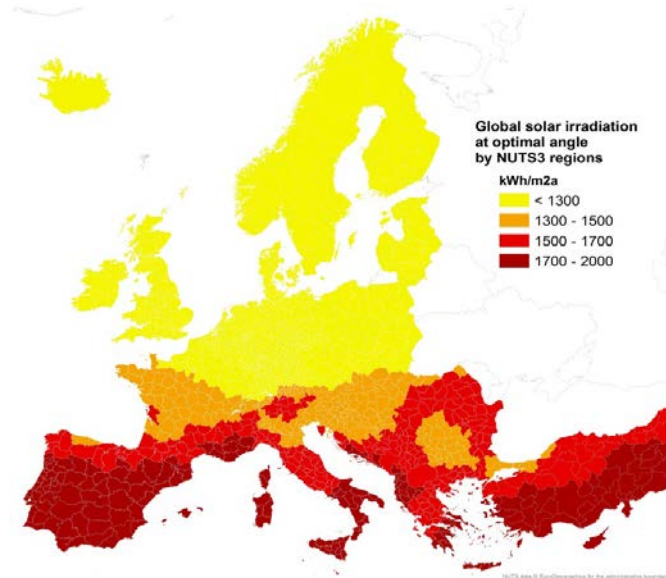 Global solar irradiation
at optimal angle
by NUTS3 regions
kWh/m2a
< 1300
1300 - 1500
1500 - 1700
1700 - 2000